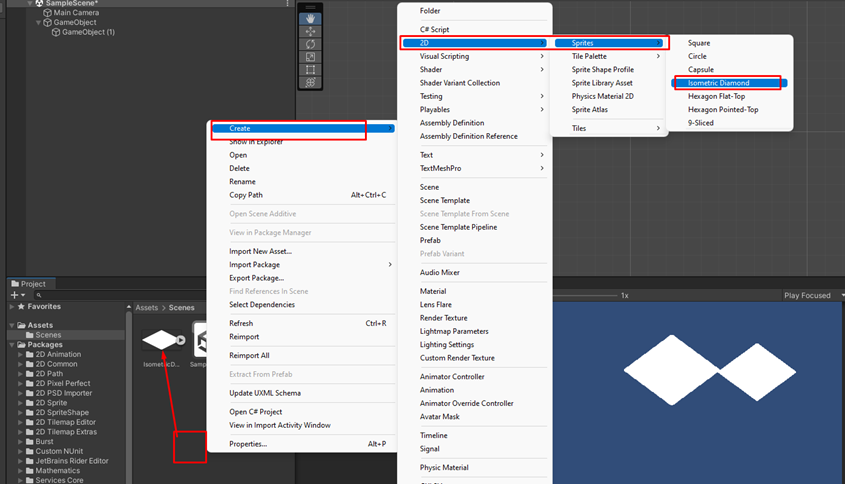 SampleScene*
Main Camera
GameObject
GameObject (1)
Create
Show in Explorer
Open
Delete
Rename
Copy Path Alt+Ctrl+C
Open Scene Additive
View in Package Manager
Import New Asset...
Import Package
Export Package...
Find References In Scene
Select Dependencies
Refresh Ctrl+R
Reimport
Reimport All
Extract From Prefab
Update UXML Schema
Open C# Project
View in Import Activity Window
Properties... Alt+P
Folder
C# Script
2D
Visual Scripting
Shader
Shader Variant Collection
Testing
Playables
Assembly Definition
Assembly Definition Reference
Text
TextMeshPro
Scene
Scene Template
Scene Template From Scene
Scene Template Pipeline
Prefab
Prefab Variant
Audio Mixer
Material
Lens Flare
Render Texture
Lightmap Parameters
Lighting Settings
Custom Render Texture
Animator Controller
Animation
Animator Override Controller
Avatar Mask
Timeline
Signal
Physic Material
Sprites
Tile Palette
Sprite Shape Profile
Sprite Library Asset
Physics Material 2D
Sprite Atlas
Tiles
Square
Circle
Capsule
Isometric Diamond
Hexagon Flat-Top
Hexagon Pointed-Top
9-Sliced
Project
Favorites
Assets
Scenes
Packages
2D Animation
2D Common
2D Path
2D Pixel Perfect
2D PSD Importer
2D Sprite
2D SpriteShape
2D Tilemap Editor
2D Tilemap Extras
Burst
Custom NUnit
JetBrains Rider Editor
Mathematics
Services Core
Assets > Scenes
IsometricD...
Samp
1x
Play Focused